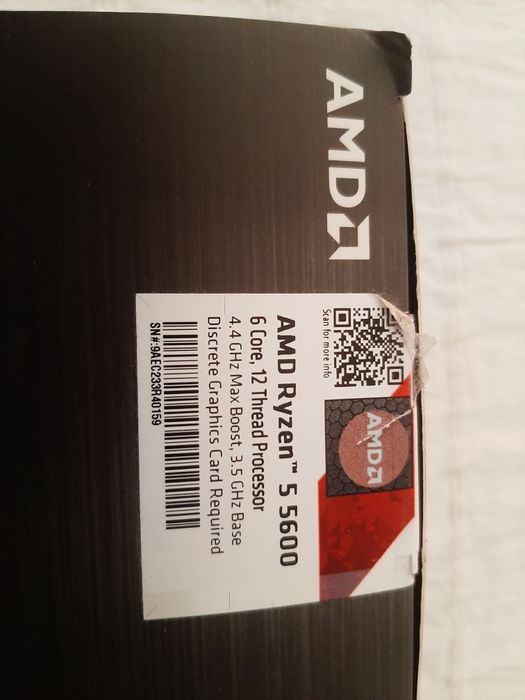 AMD
Scan for more info
AMD
AMD Ryzen™ 5 5600
6 Core, 12 Thread Processor
4.4 GHz Max Boost, 3.5 GHz Base
Discrete Graphics Card Required
SN#:9AEC233R40159